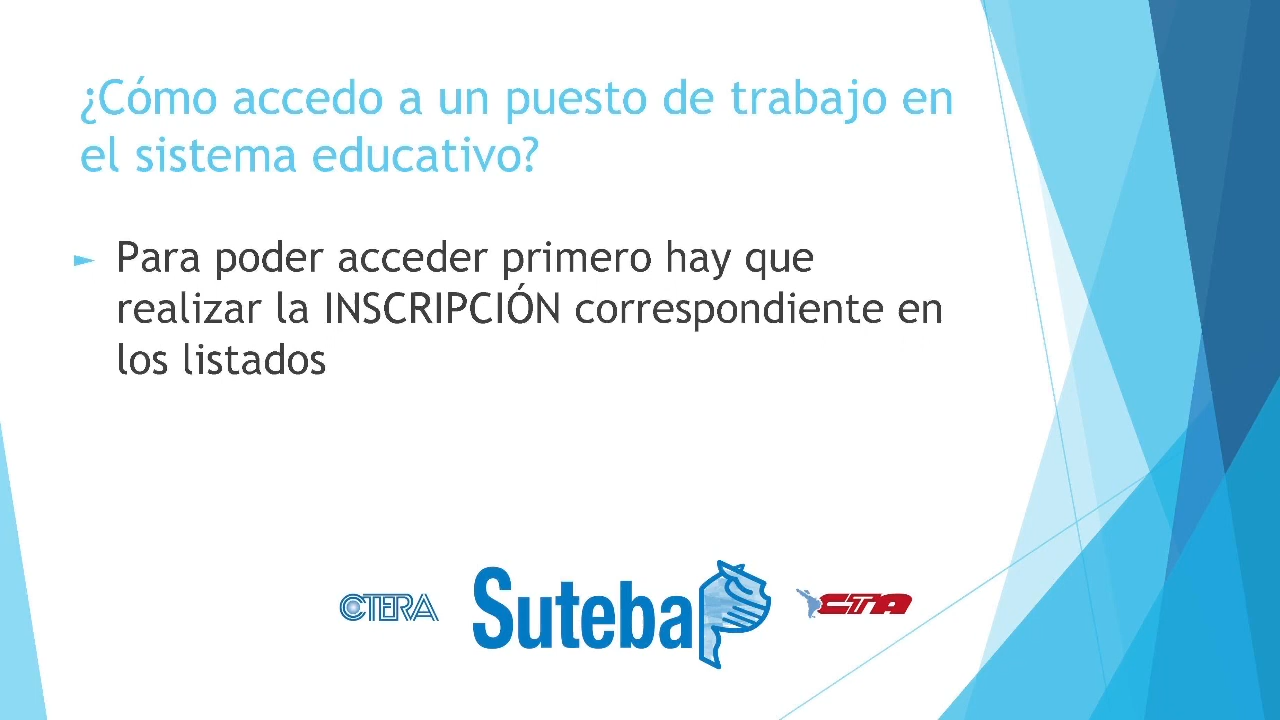 ¿Cómo accedo a un puesto de trabajo en
el sistema educativo?
► Para poder acceder primero hay que
realizar la INSCRIPCIÓN correspondiente en
los listados
CTERA
Suteba
CTA